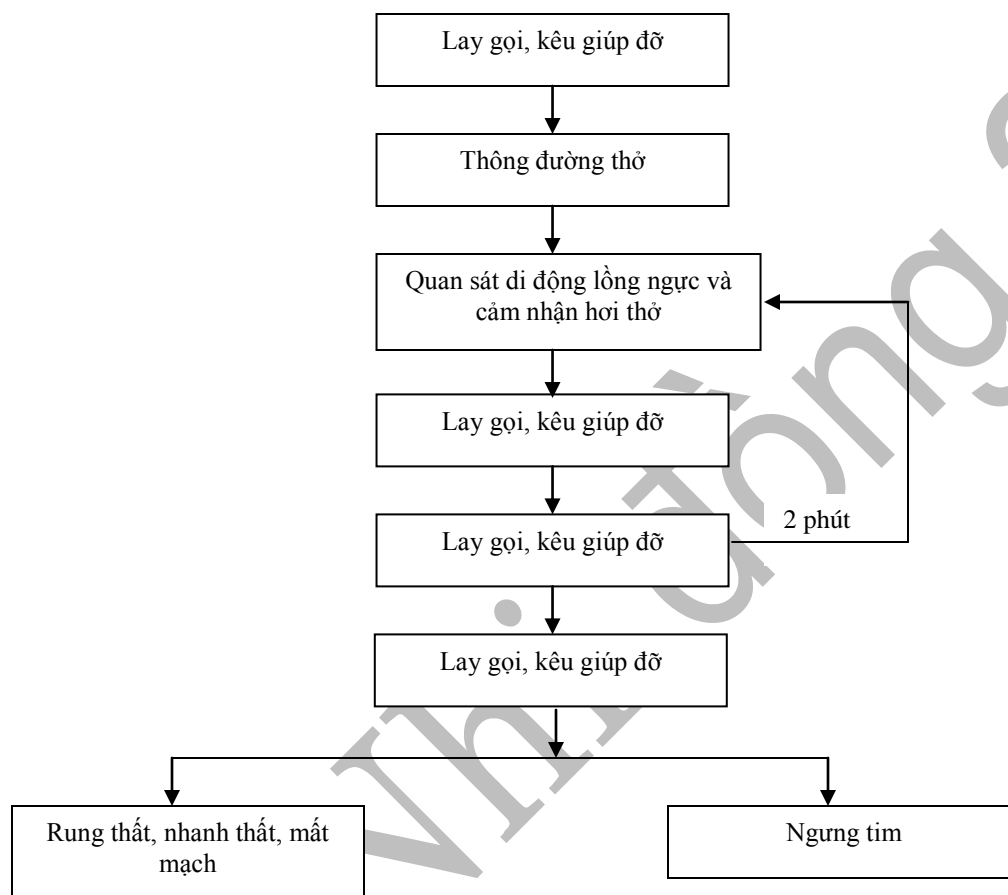 Lay gọi, kêu giúp đỡ
Thông đường thở
Quan sát di động lồng ngực và
cảm nhận hơi thở
Lay gọi, kêu giúp đỡ
Lay gọi, kêu giúp đỡ
2 phút
Lay gọi, kêu giúp đỡ
Rung thất, nhanh thất, mất
mạch
Ngưng tim
Nhi đồng